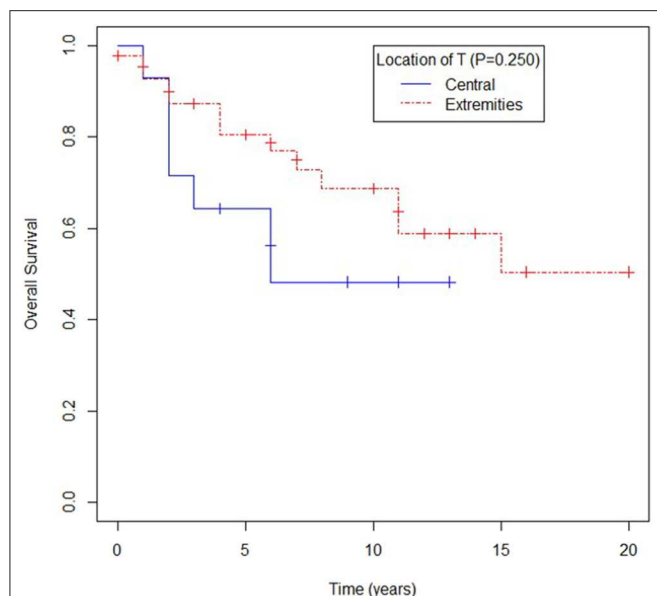 Overall Survival
1.0
0.8
0.6
0.4
0.2
0.0
Location of T (P=0.250)
Central
Extremities
0 5 10 15 20
Time (years)